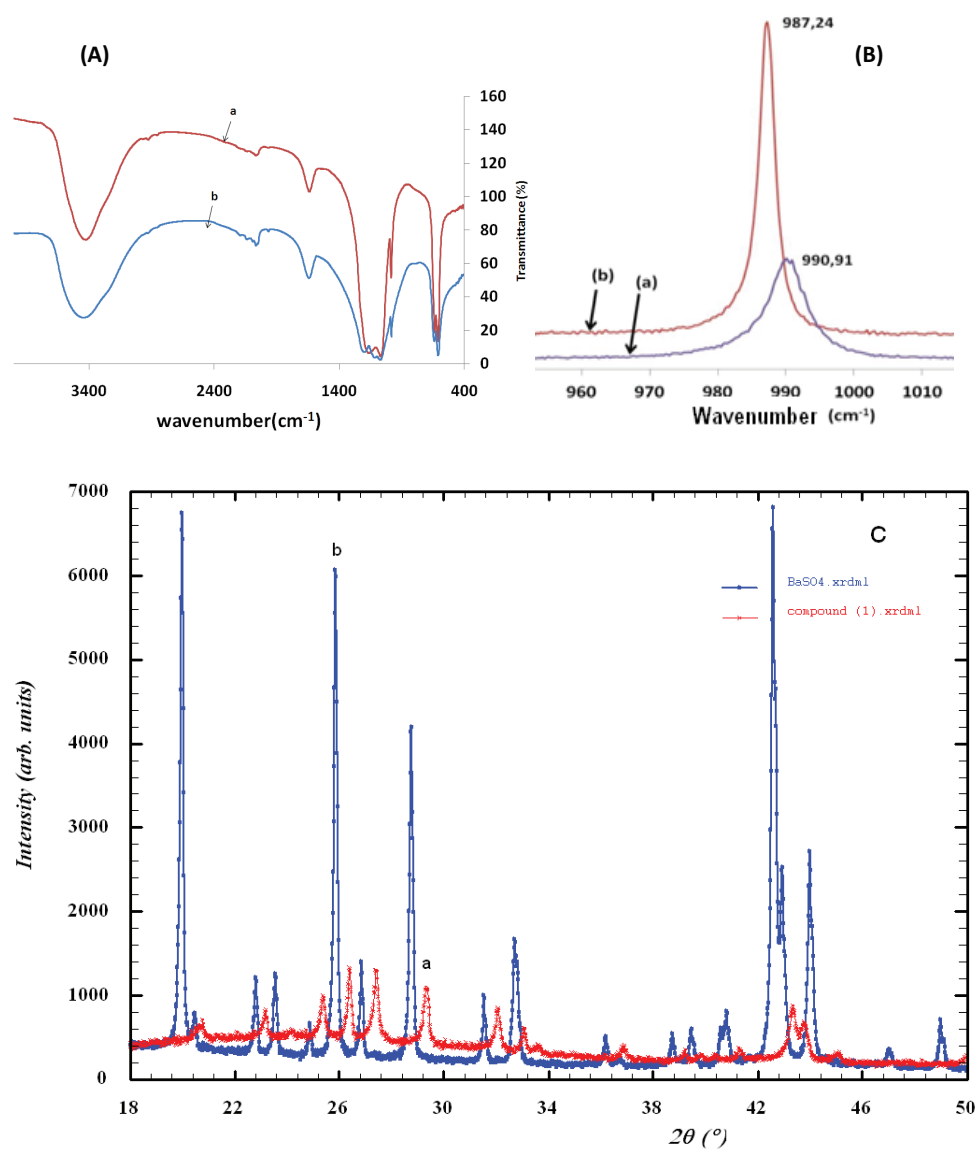 (A)
a
b
160
140
120
100
80
60
40
20
0
Transmittance (%)
3400
2400
1400
400
wavenumber(cm-1)
987,24
(B)
990,91
(b)
(a)
960
970
980
990
1000
1010
Wavenumber (cm-1)
7000
6000
5000
4000
3000
2000
1000
0
Intensity (arb. units)
b
C
BaSO4.xrdml
compound (1).xrdml
a
18
22
26
30
34
38
42
46
50
2θ (°)